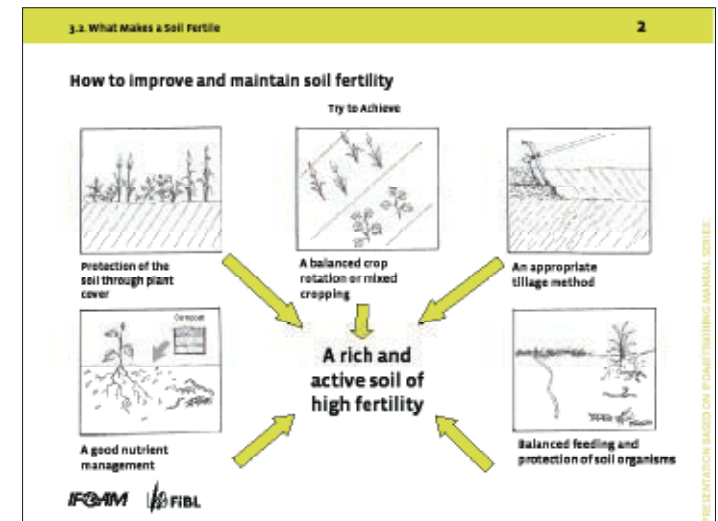 3.2. What Makes a Soil Fertile
2
How to improve and maintain soil fertility
Try to Achieve
Protection of the
soil through plant
cover
A balanced crop
rotation or mixed
cropping
An appropriate
tillage method
Compost
A good nutrient
management
A rich and
active soil of
high fertility
Balanced feeding and
protection of soil organisms
IFOAM
FiBL
PRESENTATION BASED ON IFOAM TRAINING MANUAL SERIES